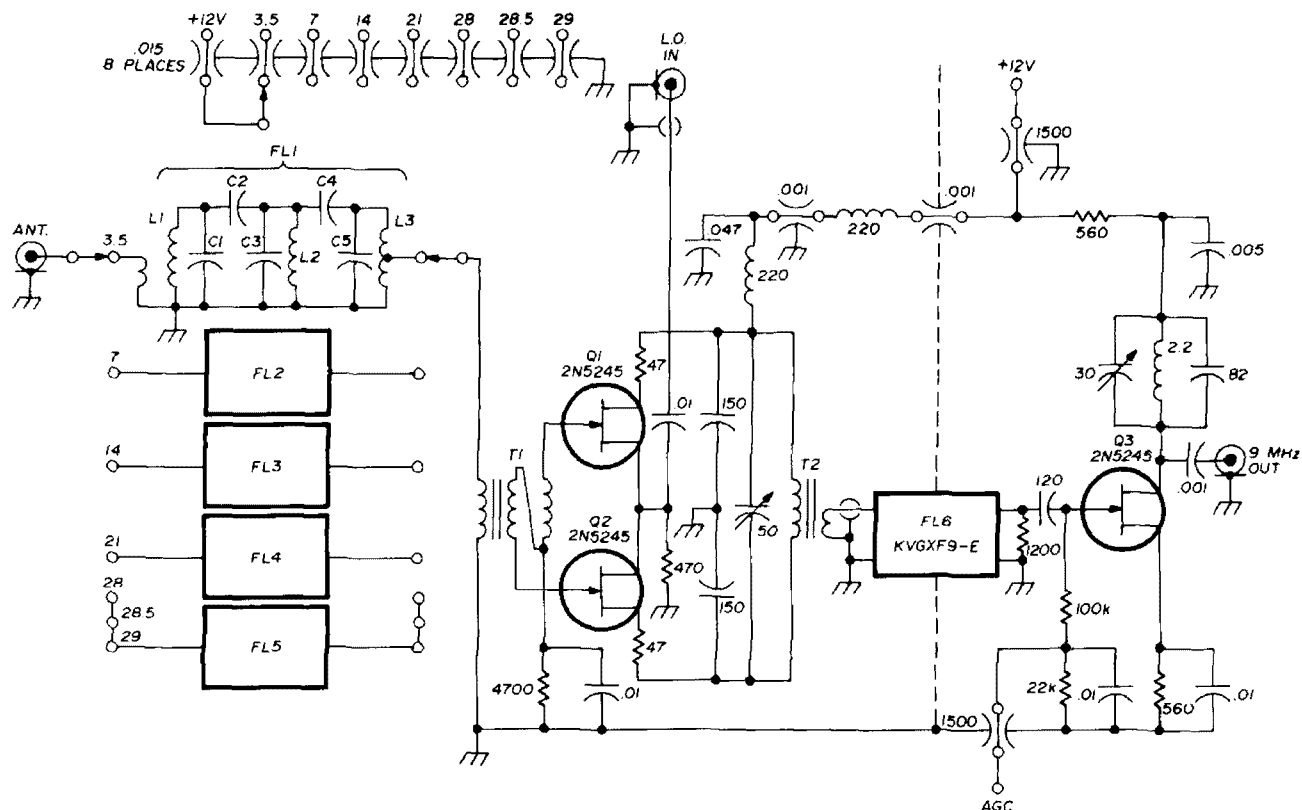 +12V 3.5 7 14 21 28 28.5 29
.015
8 PLACES
L.O.
IN
+12V
1500
FL1
C2 C4
L1 L3
C1 C3 L2 C5
ANT.
3.5
.001 .001
.047 220 560 .005
220
7 FL2
14 FL3
21 FL4
28
28.5
29 FL5
Q1
2N5245
47
.01 150
30 2.2 82
T1
Q2
2N5245
T2
50
470
150
47
4700 .01
FL6
KVGXF9-E
120
1200
Q3
2N5245
9 MHz
OUT
.001
100k
22k .01 560 .01
1500
AGC